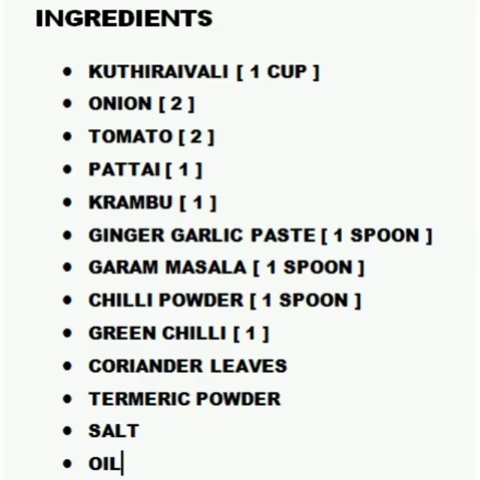 INGREDIENTS
• KUTHIRAIVALI [ 1 CUP ]
• ONION [ 2 ]
• TOMATO [ 2 ]
• PATTAI [ 1 ]
• KRAMBU [ 1 ]
• GINGER GARLIC PASTE [ 1 SPOON ]
• GARAM MASALA [ 1 SPOON ]
• CHILLI POWDER [ 1 SPOON ]
• GREEN CHILLI [ 1 ]
• CORIANDER LEAVES
• TERMERIC POWDER
• SALT
• OIL